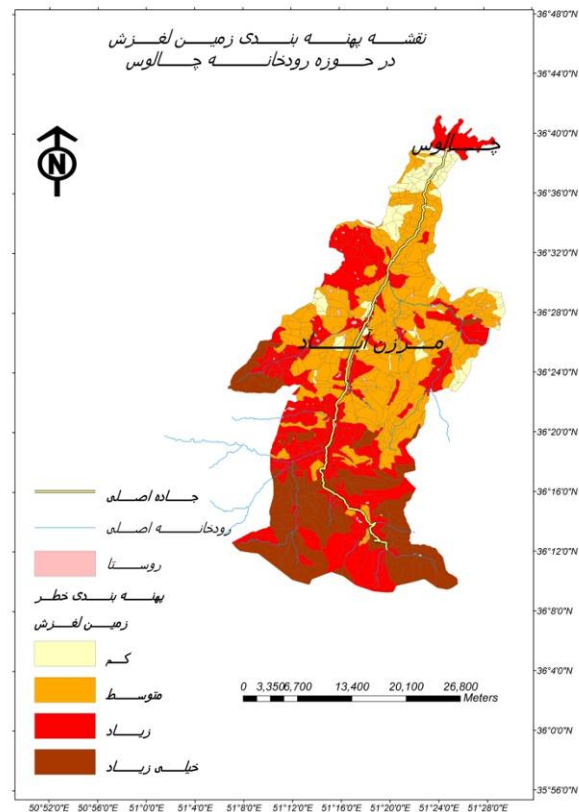 نقشه پهنه بندی زمین لغزش
در حوزه رودخانه چالوس
36°48'0"N
36°44'0"N
36°40'0"N
36°36'0"N
36°32'0"N
36°28'0"N
36°24'0"N
36°20'0"N
36°16'0"N
36°12'0"N
36°8'0"N
36°4'0"N
36°0'0"N
35°56'0"N
N
چالوس
مرزن آباد
جاده اصلی
رودخانه اصلی
روستا
پهنه بندی خطر
زمین لغزش
کم
متوسط
زیاد
خیلی زیاد
0 3,350 6,700 13,400 20,100 26,800
Meters
50°52'0"E 50°56'0"E 51°0'0"E 51°4'0"E 51°8'0"E 51°12'0"E 51°16'0"E 51°20'0"E 51°24'0"E 51°28'0"E